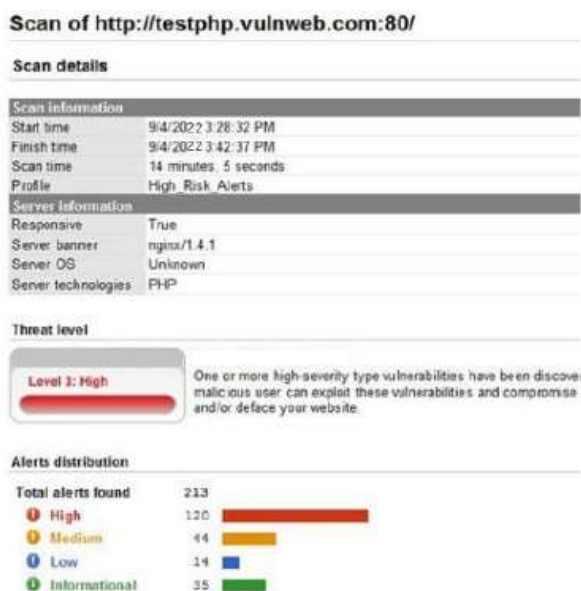 Scan of http://testphp.vulnweb.com:80/
Scan details
Scan information
Start time 9/4/2022 3:28:32 PM
Finish time 9/4/2022 3:42:37 PM
Scan time 14 minutes, 5 seconds
Profile High_Risk_Alerts
Server information
Responsive True
Server banner nginx/1.4.1
Server OS Unknown
Server technologies PHP
Threat level
Level 3: High
One or more high-severity type vulnerabilities have been discove
malicious user can exploit these vulnerabilities and compromise
and/or deface your website.
Alerts distribution
Total alerts found 213
High 120
Medium 44
Low 14
Informational 35